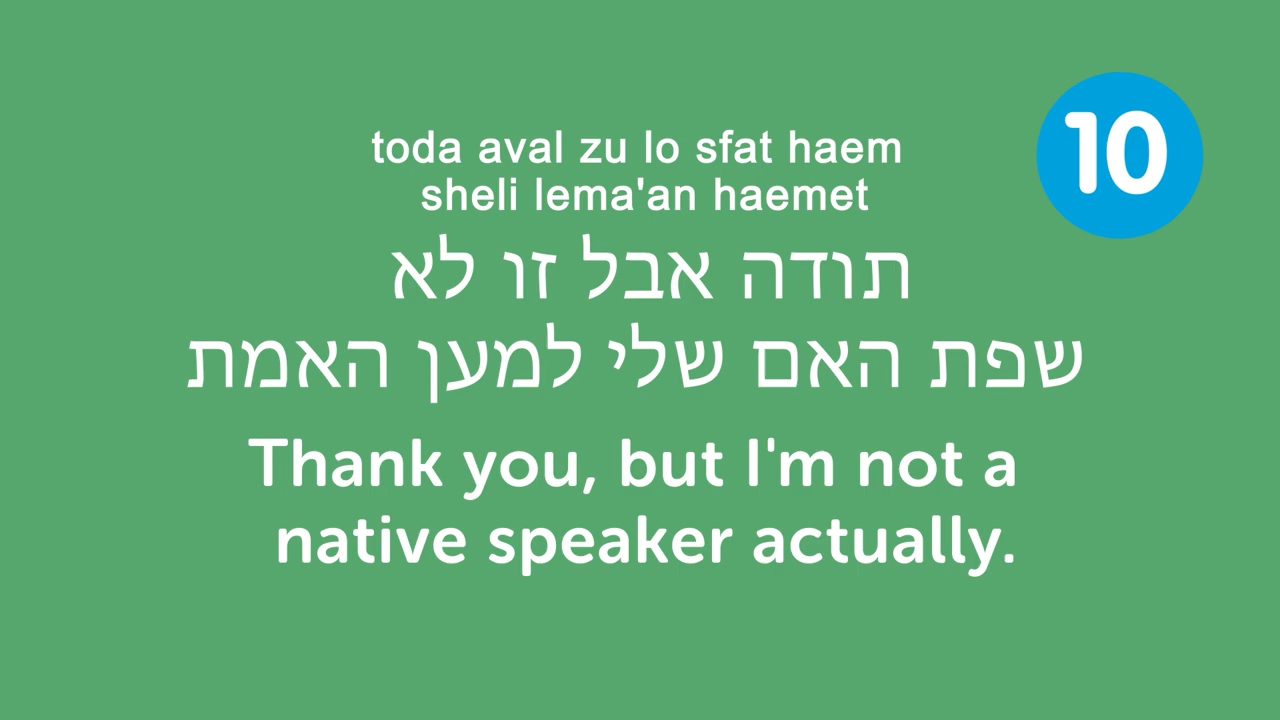 toda aval zu lo sfat haem
sheli lema'an haemet
10
תודה אבל זו לא
שפת האם שלי למען האמת
Thank you, but I'm not a
native speaker actually.